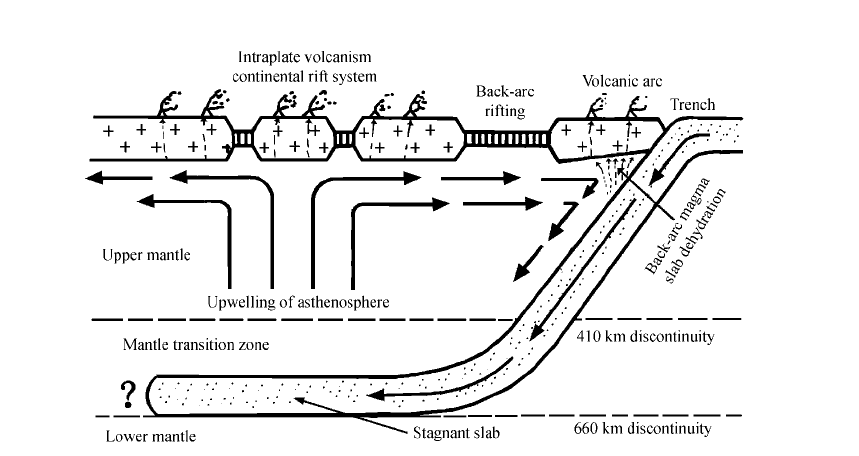 Intraplate volcanism
continental rift system
Back-arc
rifting
Volcanic arc
Trench
Back-arc magma
slab dehydration
Upper mantle
Upwelling of asthenosphere
410 km discontinuity
Mantle transition zone
?
Stagnant slab
660 km discontinuity
Lower mantle